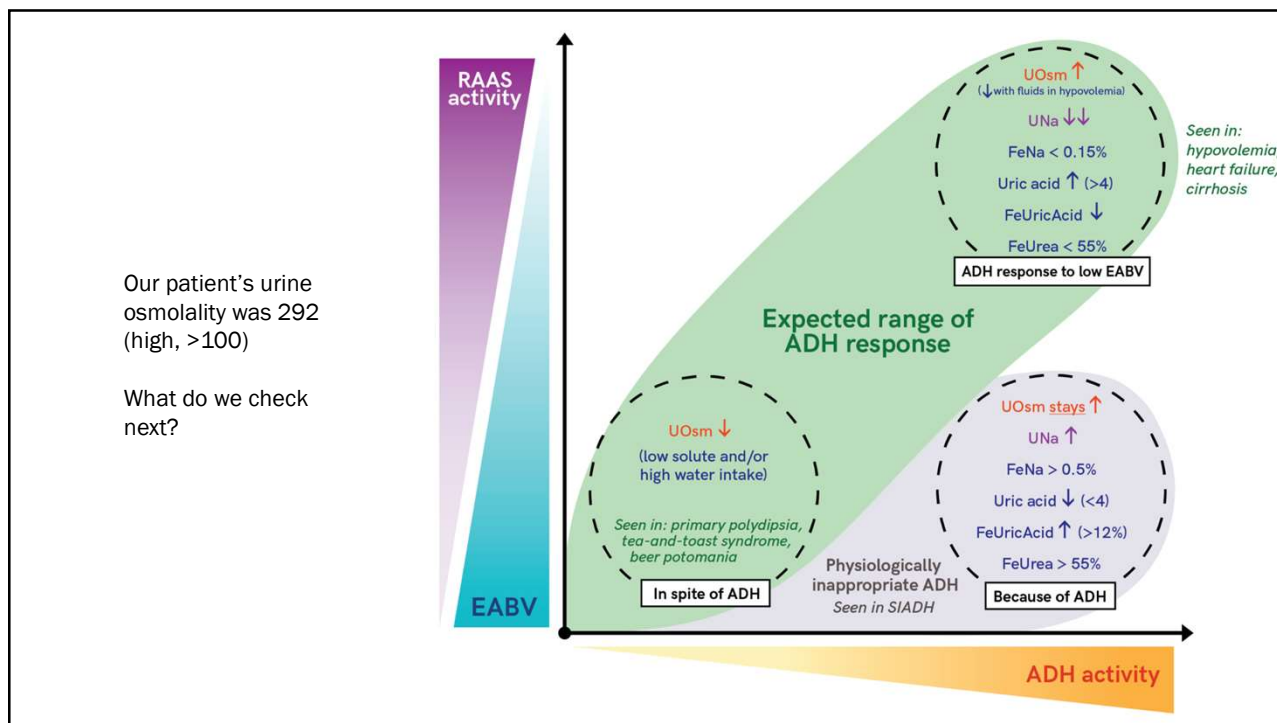 Our patient's urine
osmolality was 292
(high, >100)
What do we check
next?
RAAS
activity
EABV
UOsm ↑
(↓with fluids in hypovolemia)
UNa ↓↓
FeNa < 0.15%
Uric acid ↑ (>4)
FeUricAcid ↓
FeUrea < 55%
ADH response to low EABV
Seen in:
hypovolemia,
heart failure,
cirrhosis
Expected range of
ADH response
UOsm ↓
(low solute and/or
high water intake)
Seen in: primary polydipsia,
tea-and-toast syndrome,
beer potomania
In spite of ADH
Physiologically
inappropriate ADH
Seen in SIADH
UOsm stays ↑
UNa ↑
FeNa > 0.5%
Uric acid ↓ (<4)
FeUricAcid ↑ (>12%)
FeUrea > 55%
Because of ADH
ADH activity